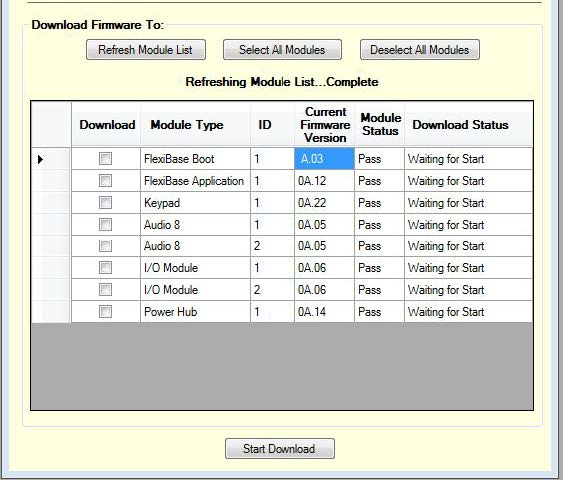 Download Firmware To:
Refresh Module List Select All Modules Deselect All Modules
Refreshing Module List...Complete
Download Module Type ID Current Firmware Version Module Status Download Status
FlexiBase Boot 1 A.03 Pass Waiting for Start
FlexiBase Application 1 0A.12 Pass Waiting for Start
Keypad 1 0A.22 Pass Waiting for Start
Audio 8 1 0A.05 Pass Waiting for Start
Audio 8 2 0A.05 Pass Waiting for Start
I/O Module 1 0A.06 Pass Waiting for Start
I/O Module 2 0A.06 Pass Waiting for Start
Power Hub 1 0A.14 Pass Waiting for Start
Start Download